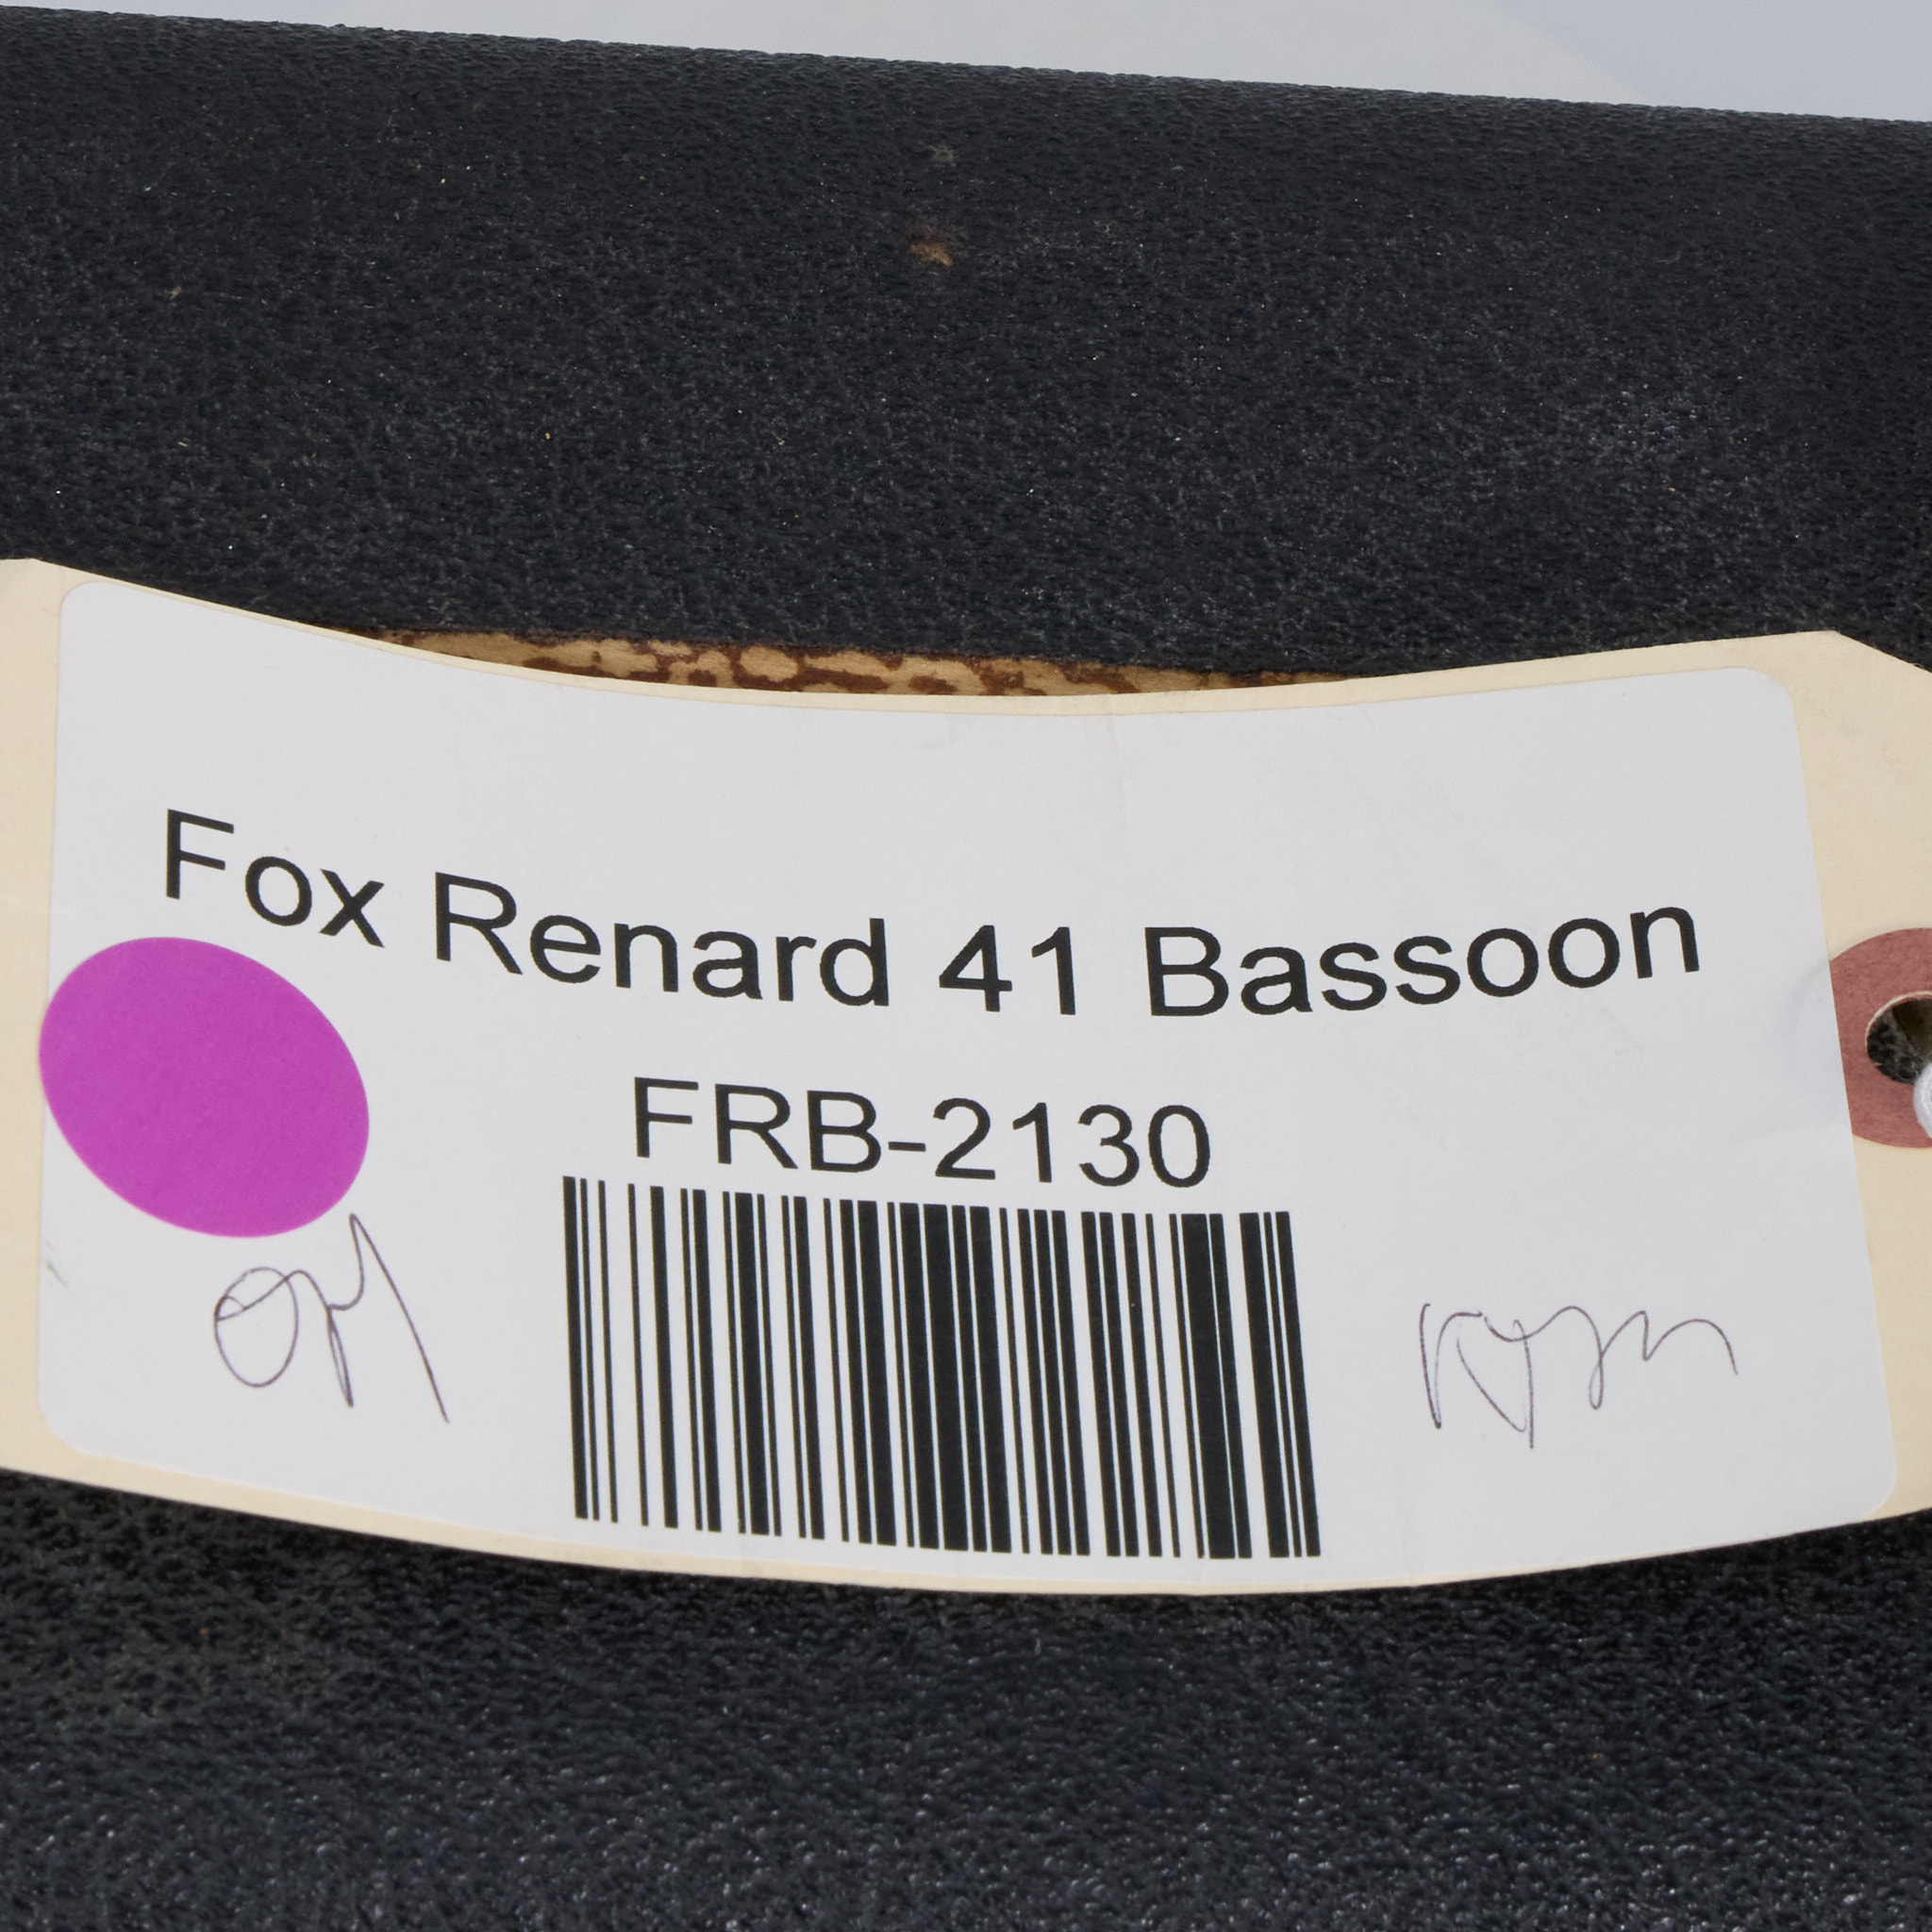 Fox Renard 41 Bassoon
FRB-2130